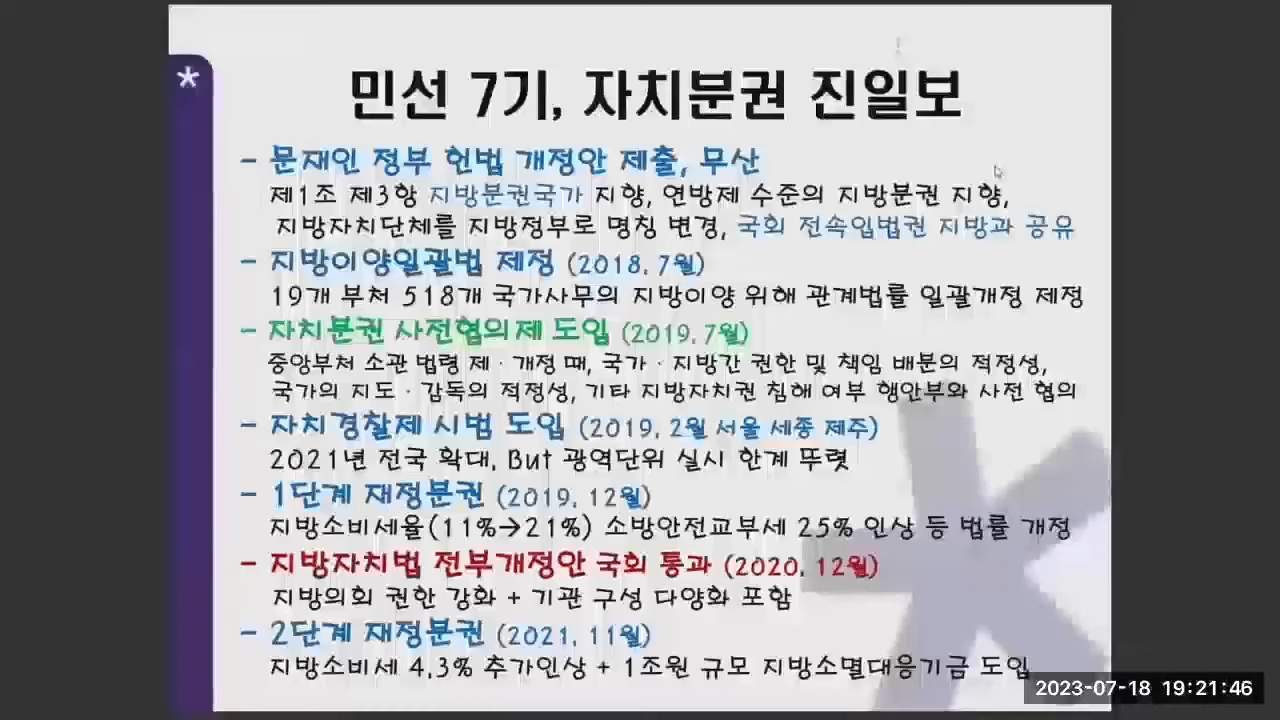 *
민선 7기, 자치분권 진일보
- 문재인 정부 헌법 개정안 제출, 무산
제1조 제3항 지방분권국가 지향, 연방제 수준의 지방분권 지향,
지방자치단체를 지방정부로 명칭 변경, 국회 전속입법권 지방과 공유
- 지방이양일괄법 제정 (2018. 7월)
19개 부처 518개 국가사무의 지방이양 위해 관계법률 일괄개정 제정
- 자치분권 사전협의제 도입 (2019. 7월)
중앙부처 소관 법령 제·개정 때, 국가·지방간 권한 및 책임 배분의 적정성,
국가의 지도·감독의 적정성, 기타 지방자치권 침해 여부 행안부와 사전 협의
- 자치경찰제 시범 도입 (2019. 2월 서울 세종 제주)
2021년 전국 확대, But 광역단위 실시 한계 뚜렷
- 1단계 재정분권 (2019. 12월)
지방소비세율(11%→21%) 소방안전교부세 25% 인상 등 법률 개정
- 지방자치법 전부개정안 국회 통과 (2020. 12월)
지방의회 권한 강화 + 기관 구성 다양화 포함
- 2단계 재정분권 (2021. 11월)
지방소비세 4.3% 추가인상 + 1조원 규모 지방소멸대응기금 도입
2023-07-18 19:21:46